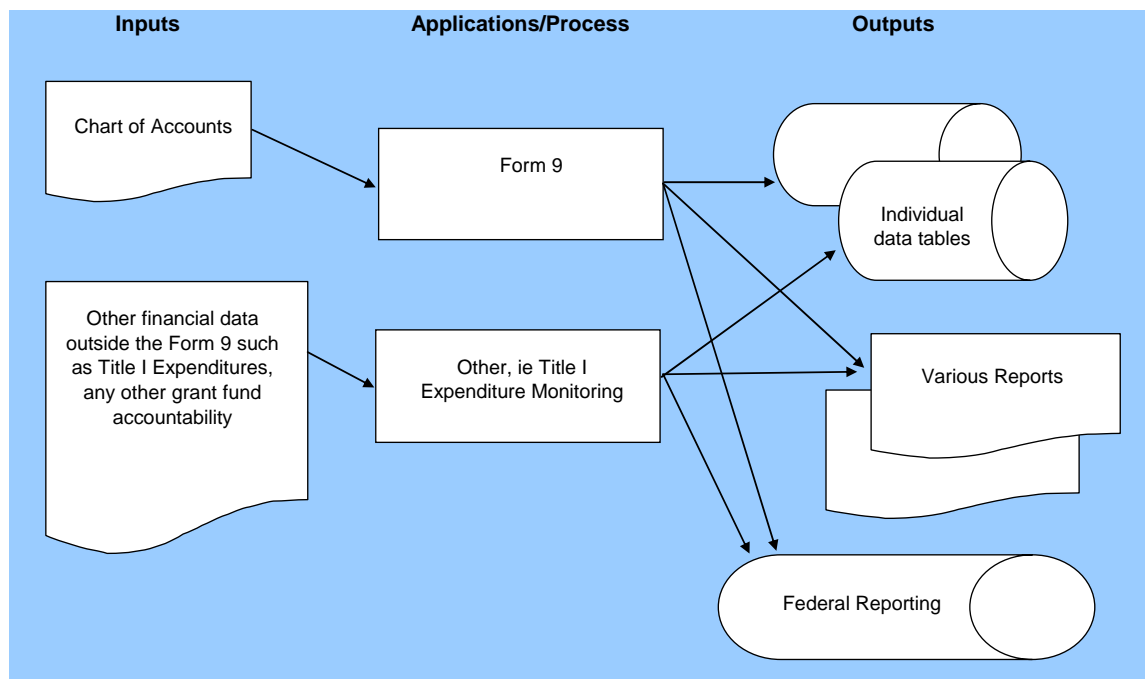 Inputs
Applications/Process
Outputs
Chart of Accounts
Form 9
Individual
data tables
Other financial data
outside the Form 9 such
as Title I Expenditures,
any other grant fund
accountability
Other, ie Title I
Expenditure Monitoring
Various Reports
Federal Reporting